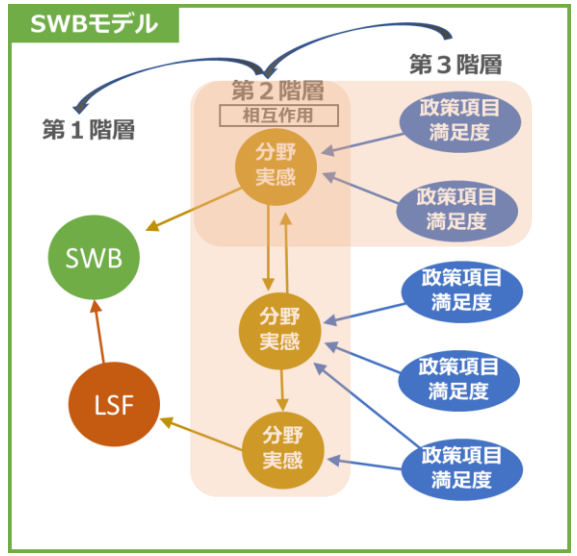 SWBモデル
第３階層
第２階層
第１階層
相互作用
政策項目
満足度
分野
実感
政策項目
満足度
SWB
政策項目
満足度
分野
実感
政策項目
満足度
LSF
分野
実感
政策項目
満足度